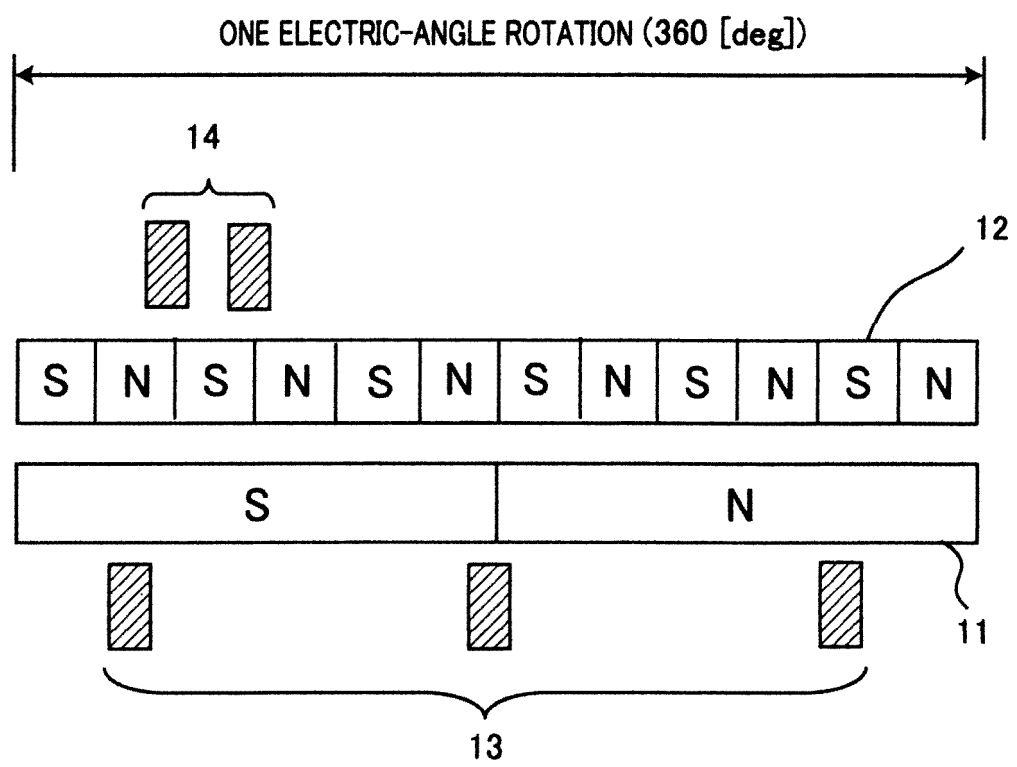 ONE ELECTRIC-ANGLE ROTATION (360 [deg])
14
12
S N S N S N S N S N S N
S N
11
13